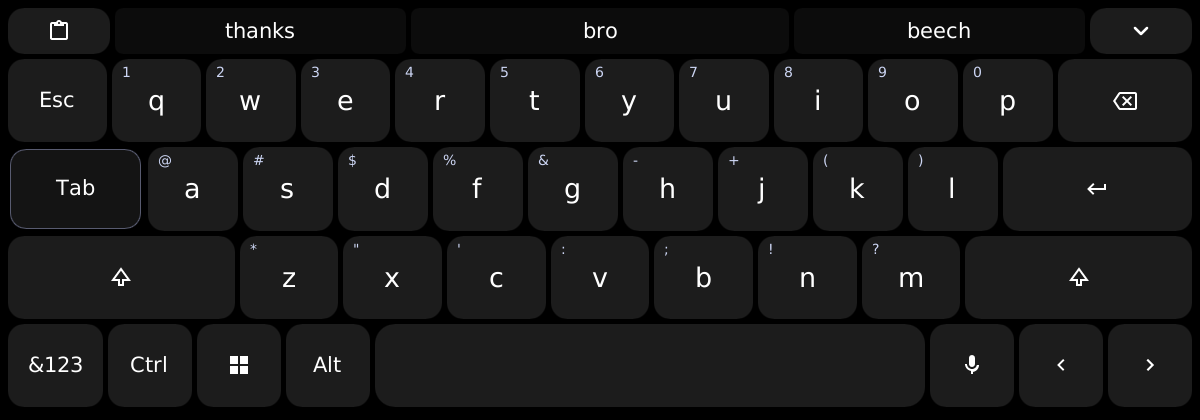 thanks bro beech
1 2 3 4 5 6 7 8 9 0
Esc q w e r t y u i o p
@ # $ % & - + ( )
Tab a s d f g h j k l
* " ' : ; ! ?
z x c v b n m
&123 Ctrl Alt < >